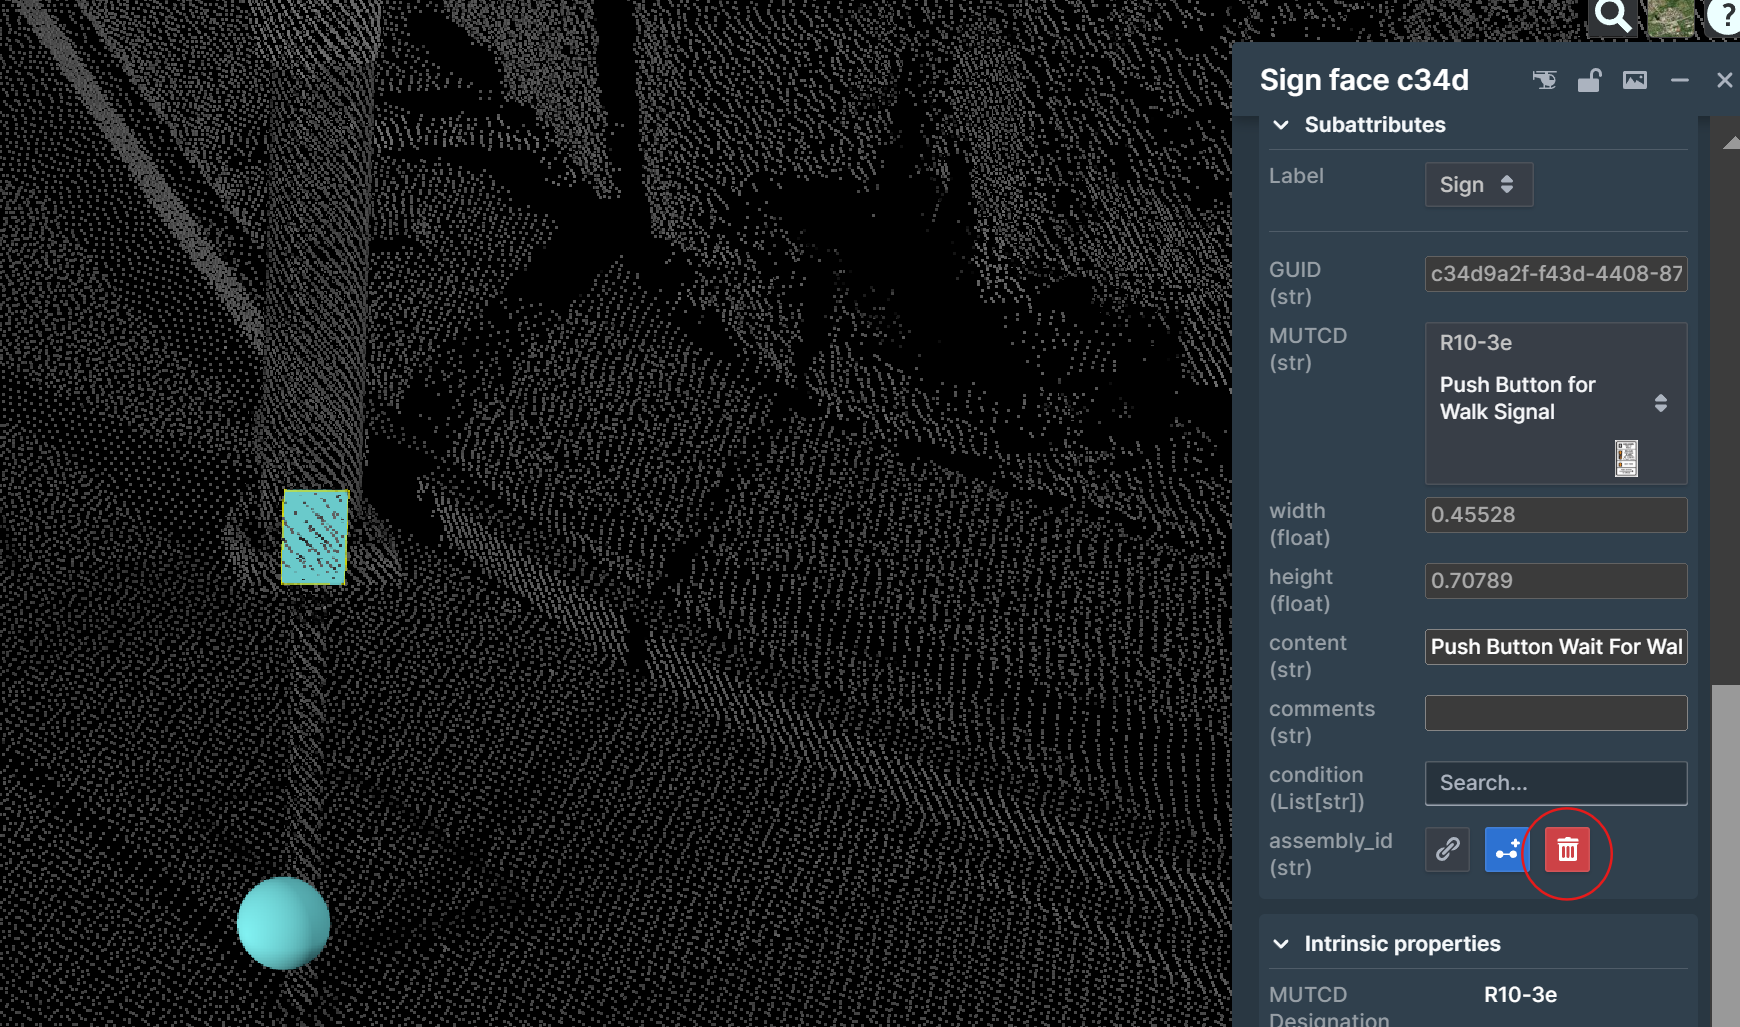 ?
Sign face c34d
Subattributes
Label
Sign
GUID
(str)
c34d9a2f-f43d-4408-87
MUTCD
(str)
R10-3e
Push Button for
Walk Signal
width
(float)
0.45528
height
(float)
0.70789
content
(str)
Push Button Wait For Wal
comments
(str)
condition
(List[str])
Search...
assembly_id
(str)
Intrinsic properties
MUTCD
Designation
R10-3e